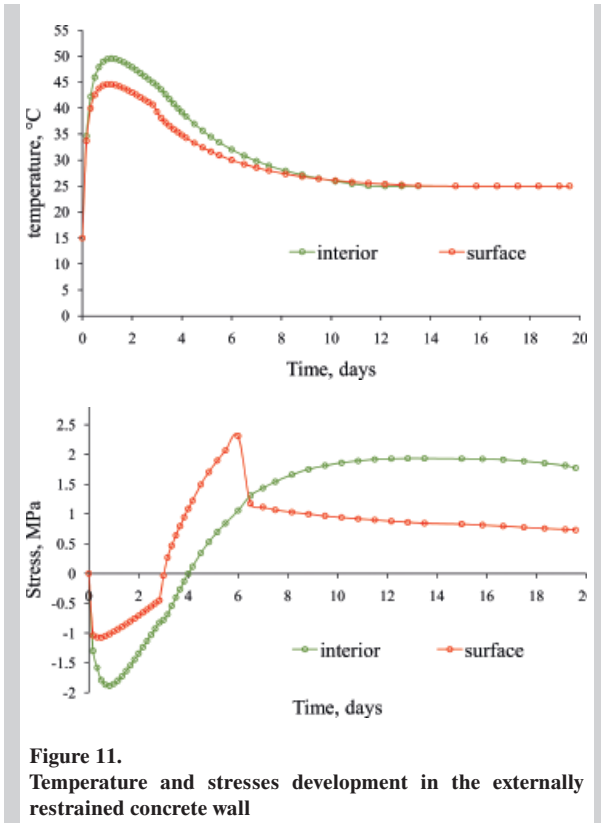 55
50
45
40
35
30
25
20
15
10
5
0
temperature, °C
interior
surface
0 2 4 6 8 10 12 14 16 18 20
Time, days
2.5
2
1.5
1
0.5
0
-0.5
-1
-1.5
-2
Stress, MPa
0 2 4 6 8 10 12 14 16 18 20
interior
surface
Time, days
Figure 11.
Temperature and stresses development in the externally
restrained concrete wall